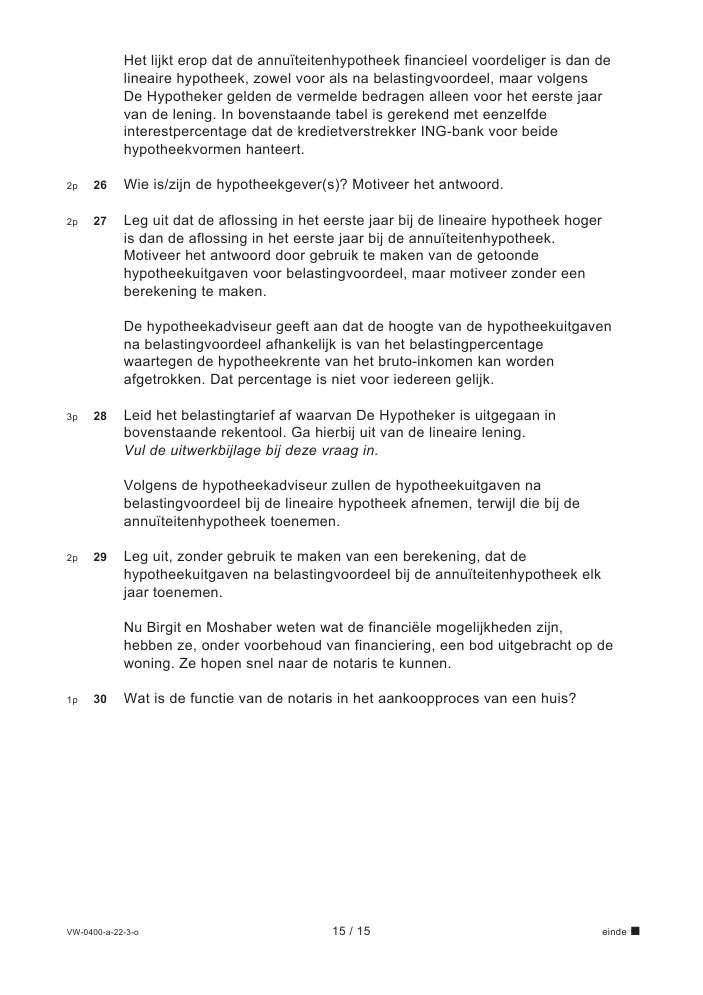 Het lijkt erop dat de annuïteitenhypotheek financieel voordeliger is dan de
lineaire hypotheek, zowel voor als na belastingvoordeel, maar volgens
De Hypotheker gelden de vermelde bedragen alleen voor het eerste jaar
van de lening. In bovenstaande tabel is gerekend met eenzelfde
interestpercentage dat de kredietverstrekker ING-bank voor beide
hypotheekvormen hanteert.
2p 26 Wie is/zijn de hypotheekgever(s)? Motiveer het antwoord.
2p 27 Leg uit dat de aflossing in het eerste jaar bij de lineaire hypotheek hoger
is dan de aflossing in het eerste jaar bij de annuïteitenhypotheek.
Motiveer het antwoord door gebruik te maken van de getoonde
hypotheekuitgaven voor belastingvoordeel, maar motiveer zonder een
berekening te maken.
De hypotheekadviseur geeft aan dat de hoogte van de hypotheekuitgaven
na belastingvoordeel afhankelijk is van het belastingpercentage
waartegen de hypotheekrente van het bruto-inkomen kan worden
afgetrokken. Dat percentage is niet voor iedereen gelijk.
3p 28 Leid het belastingtarief af waarvan De Hypotheker is uitgegaan in
bovenstaande rekentool. Ga hierbij uit van de lineaire lening.
Vul de uitwerkbijlage bij deze vraag in.
Volgens de hypotheekadviseur zullen de hypotheekuitgaven na
belastingvoordeel bij de lineaire hypotheek afnemen, terwijl die bij de
annuïteitenhypotheek toenemen.
2p 29 Leg uit, zonder gebruik te maken van een berekening, dat de
hypotheekuitgaven na belastingvoordeel bij de annuïteitenhypotheek elk
jaar toenemen.
Nu Birgit en Moshaber weten wat de financiële mogelijkheden zijn,
hebben ze, onder voorbehoud van financiering, een bod uitgebracht op de
woning. Ze hopen snel naar de notaris te kunnen.
1p 30 Wat is de functie van de notaris in het aankoopproces van een huis?
VW-0400-a-22-3-o 15 / 15 einde ■